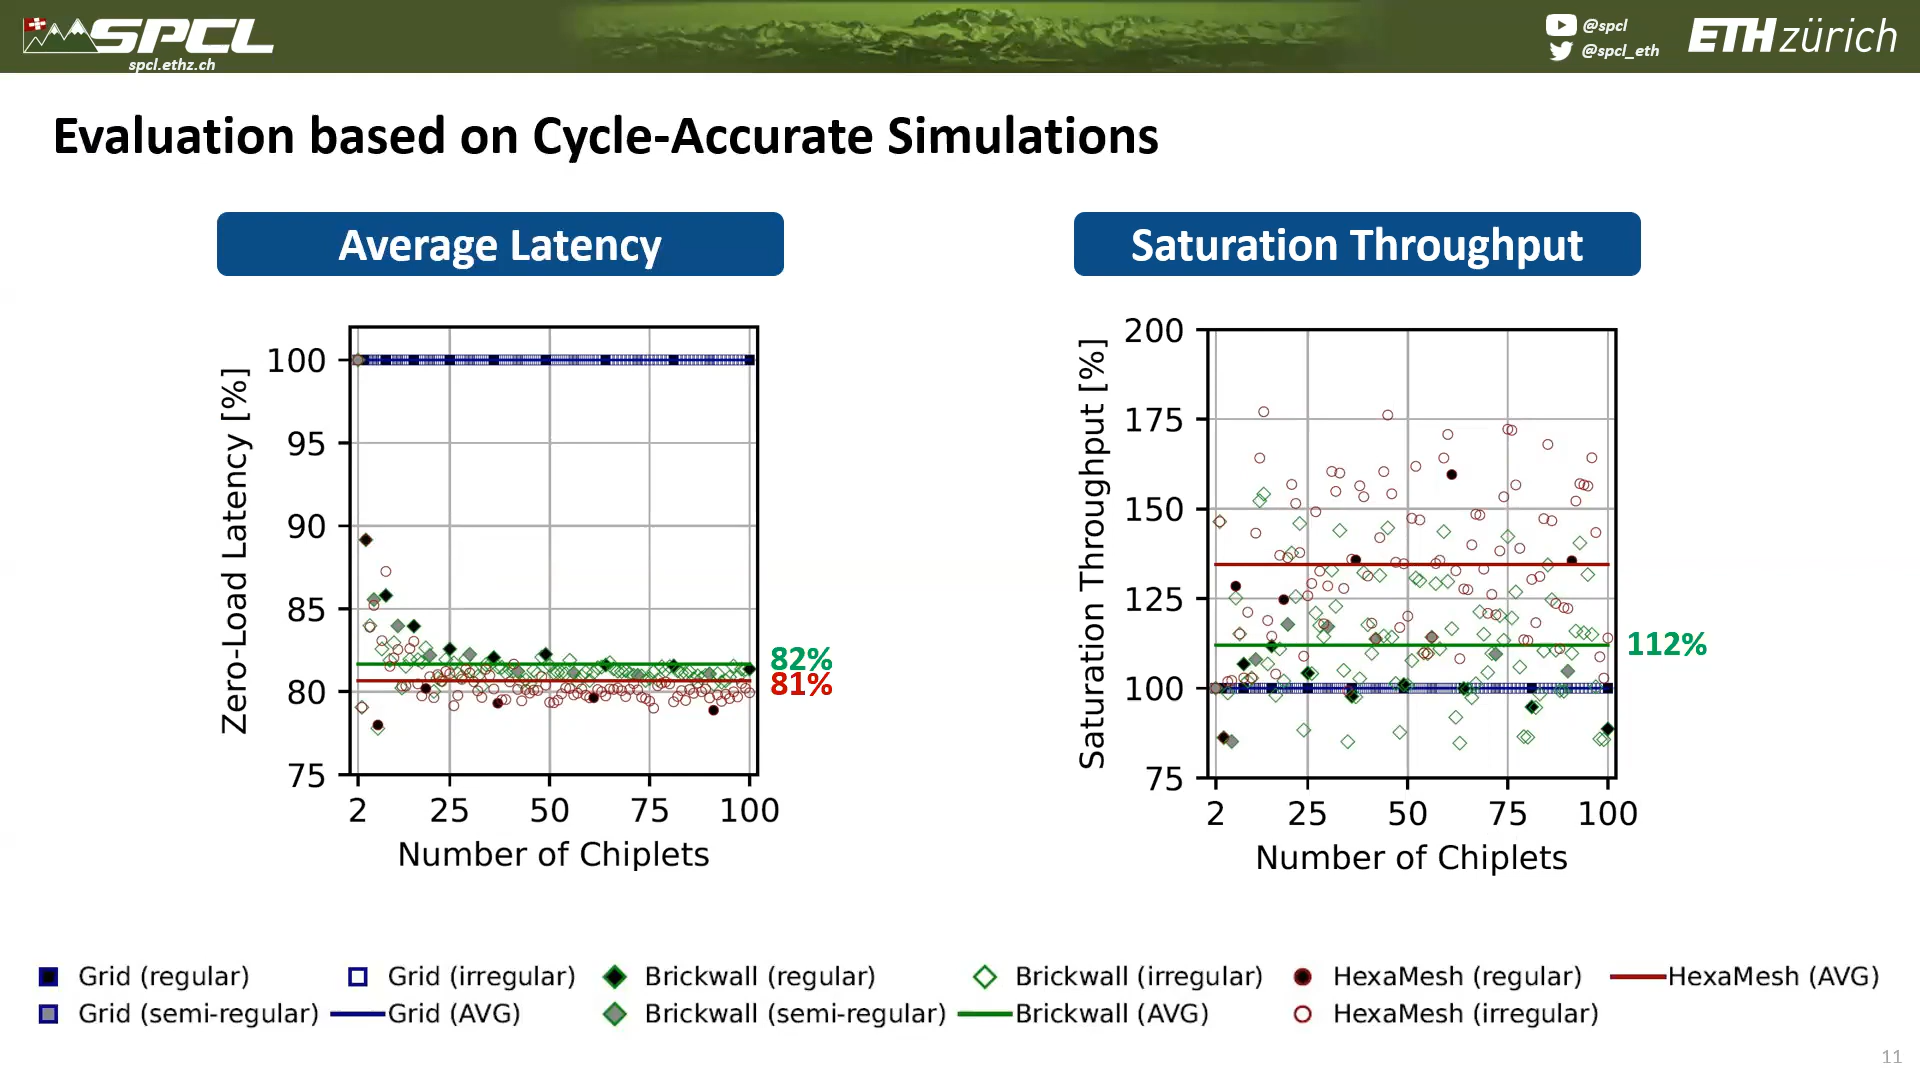 SPCL
spcl.ethz.ch
@spcl
@spcl_eth
ETH zürich
Evaluation based on Cycle-Accurate Simulations
Average Latency
Saturation Throughput
Zero-Load Latency [%]
100
95
90
85
80
75
2 25 50 75 100
Number of Chiplets
82%
81%
Saturation Throughput [%]
200
175
150
125
100
75
2 25 50 75 100
Number of Chiplets
112%
Grid (regular) Grid (irregular) Brickwall (regular) Brickwall (irregular) HexaMesh (regular) HexaMesh (AVG)
Grid (semi-regular) Grid (AVG) Brickwall (semi-regular) Brickwall (AVG) HexaMesh (irregular)
11